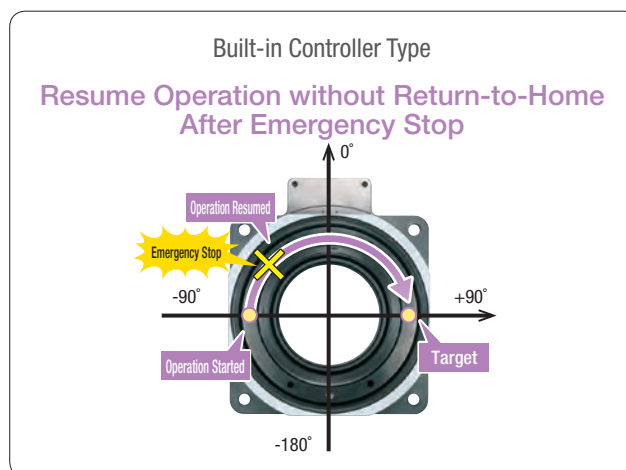 Built-in Controller Type
Resume Operation without Return-to-Home
After Emergency Stop
0˚
Operation Resumed
Emergency Stop
-90˚
+90˚
Operation Started
Target
-180˚